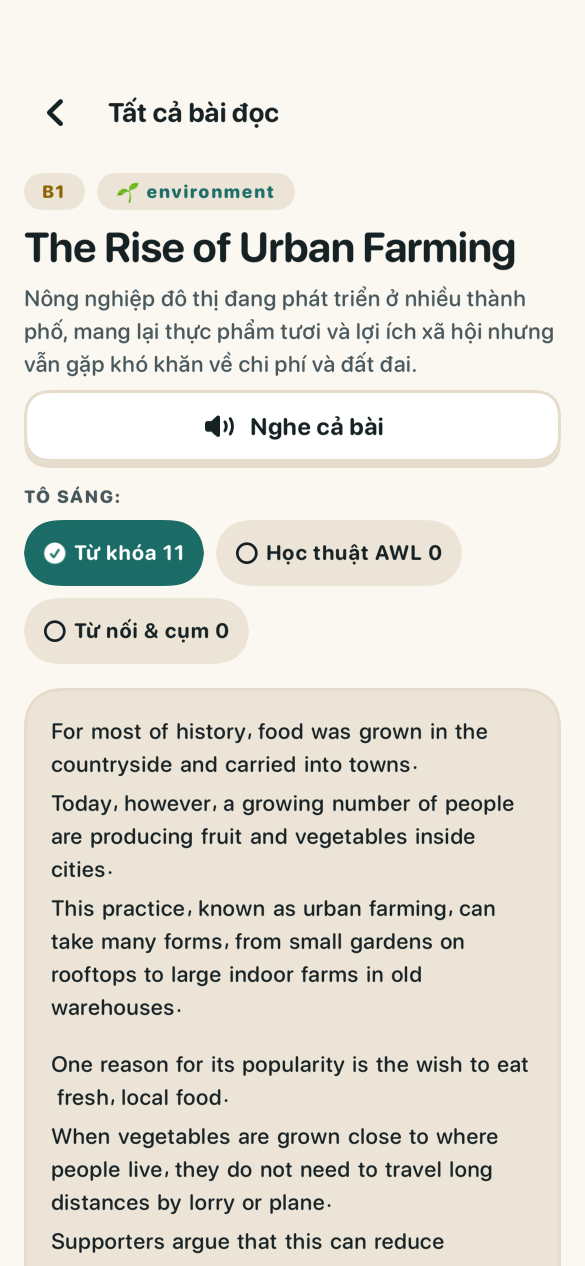 Tất cả bài đọc
B1
environment
The Rise of Urban Farming
Nông nghiệp đô thị đang phát triển ở nhiều thành
phố, mang lại thực phẩm tươi và lợi ích xã hội nhưng
vẫn gặp khó khăn về chi phí và đất đai.
Nghe cả bài
TÔ SÁNG:
Từ khóa 11
Học thuật AWL 0
Từ nối & cụm 0
For most of history, food was grown in the
countryside and carried into towns.
Today, however, a growing number of people
are producing fruit and vegetables inside
cities.
This practice, known as urban farming, can
take many forms, from small gardens on
rooftops to large indoor farms in old
warehouses.
One reason for its popularity is the wish to eat
fresh, local food.
When vegetables are grown close to where
people live, they do not need to travel long
distances by lorry or plane.
Supporters argue that this can reduce